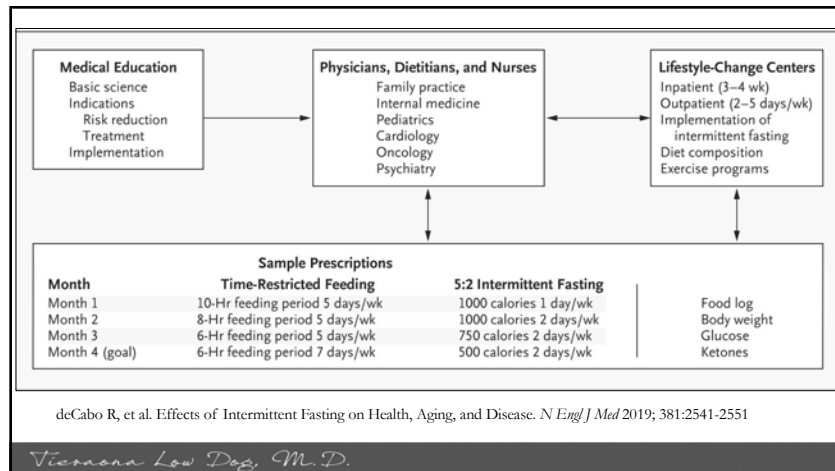 Medical Education
Basic science
Indications
Risk reduction
Treatment
Implementation
Physicians, Dietitians, and Nurses
Family practice
Internal medicine
Pediatrics
Cardiology
Oncology
Psychiatry
Lifestyle-Change Centers
Inpatient (3–4 wk)
Outpatient (2–5 days/wk)
Implementation of
intermittent fasting
Diet composition
Exercise programs
Sample Prescriptions
Month Time-Restricted Feeding 5:2 Intermittent Fasting
Month 1 10-Hr feeding period 5 days/wk 1000 calories 1 day/wk Food log
Month 2 8-Hr feeding period 5 days/wk 1000 calories 2 days/wk Body weight
Month 3 6-Hr feeding period 5 days/wk 750 calories 2 days/wk Glucose
Month 4 (goal) 6-Hr feeding period 7 days/wk 500 calories 2 days/wk Ketones
deCabo R, et al. Effects of Intermittent Fasting on Health, Aging, and Disease. N Engl J Med 2019; 381:2541-2551
Tieraona Low Dog, M.D.